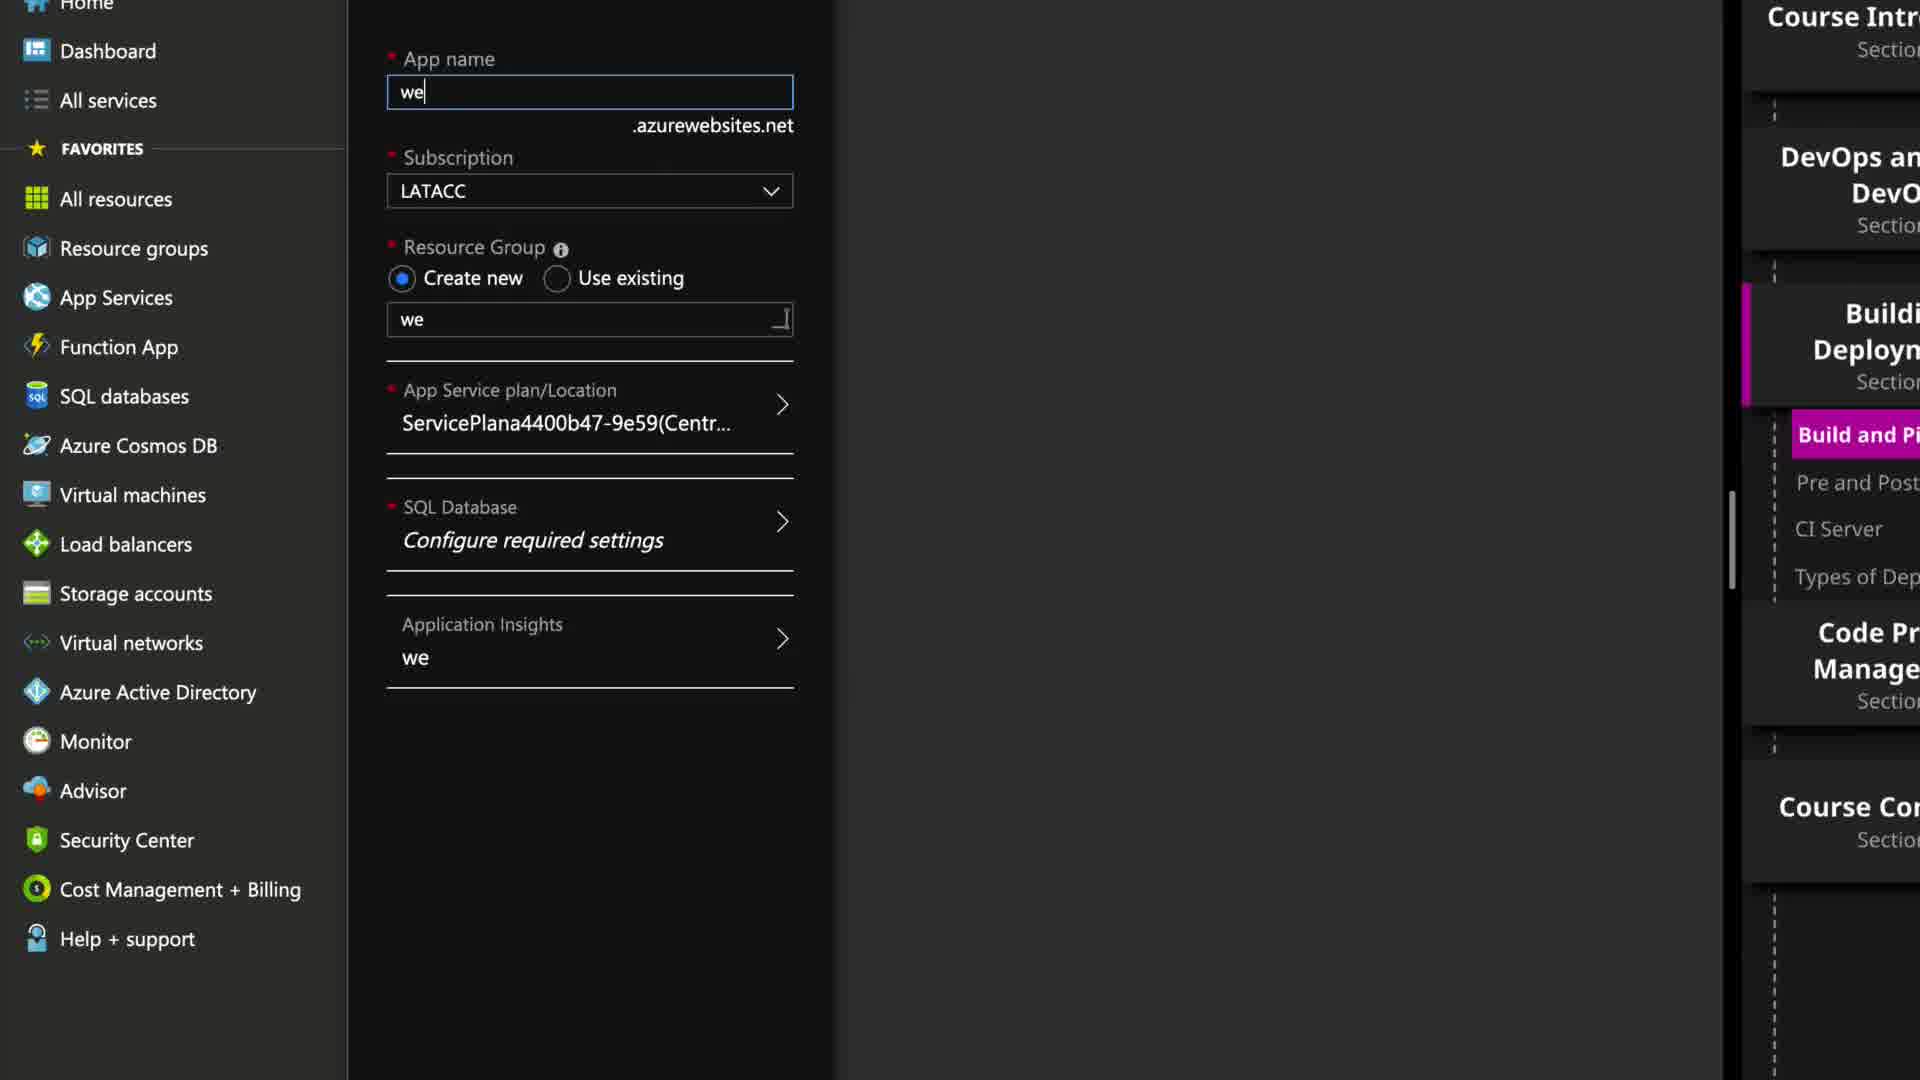 Home
Dashboard
All services
FAVORITES
All resources
Resource groups
App Services
Function App
SQL databases
Azure Cosmos DB
Virtual machines
Load balancers
Storage accounts
Virtual networks
Azure Active Directory
Monitor
Advisor
Security Center
Cost Management + Billing
Help + support
* App name
we
.azurewebsites.net
* Subscription
LATACC
* Resource Group
Create new
Use existing
we
* App Service plan/Location
ServicePlana4400b47-9e59(Centr...
* SQL Database
Configure required settings
Application Insights
we
Course Intr
Sectio
DevOps an
DevO
Sectio
Buildi
Deploym
Sectio
Build and Pi
Pre and Post
CI Server
Types of Dep
Code Pr
Manage
Sectio
Course Con
Sectio